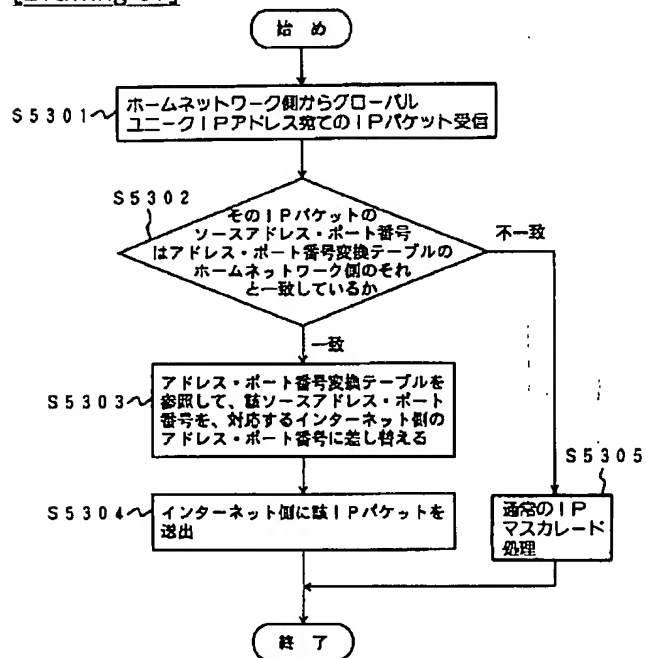 始 め
S5301
ホームネットワーク側からグローバル
ユニークIPアドレス宛てのIPパケット受信
S5302
そのIPパケットの
ソースアドレス・ポート番号
はアドレス・ポート番号変換テーブルの
ホームネットワーク側のそれ
と一致しているか
不一致
一致
S5303
アドレス・ポート番号変換テーブルを
参照して、該ソースアドレス・ポート
番号を、対応するインターネット側の
アドレス・ポート番号に差し替える
S5305
S5304
インターネット側に該IPパケットを
送出
通常のIP
マスカレード
処理
終 了